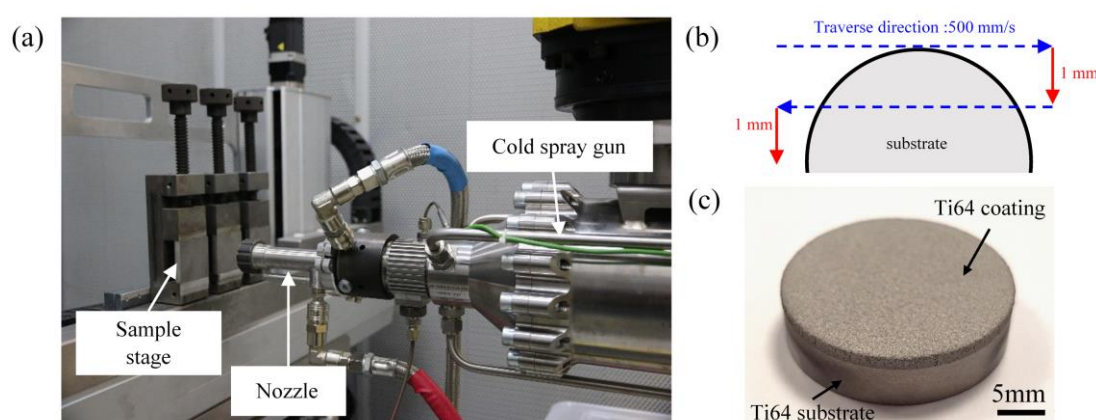 (a)
Cold spray gun
Sample
stage
Nozzle
(b)
Traverse direction :500 mm/s
1 mm
1 mm
substrate
(c)
Ti64 coating
Ti64 substrate
5mm